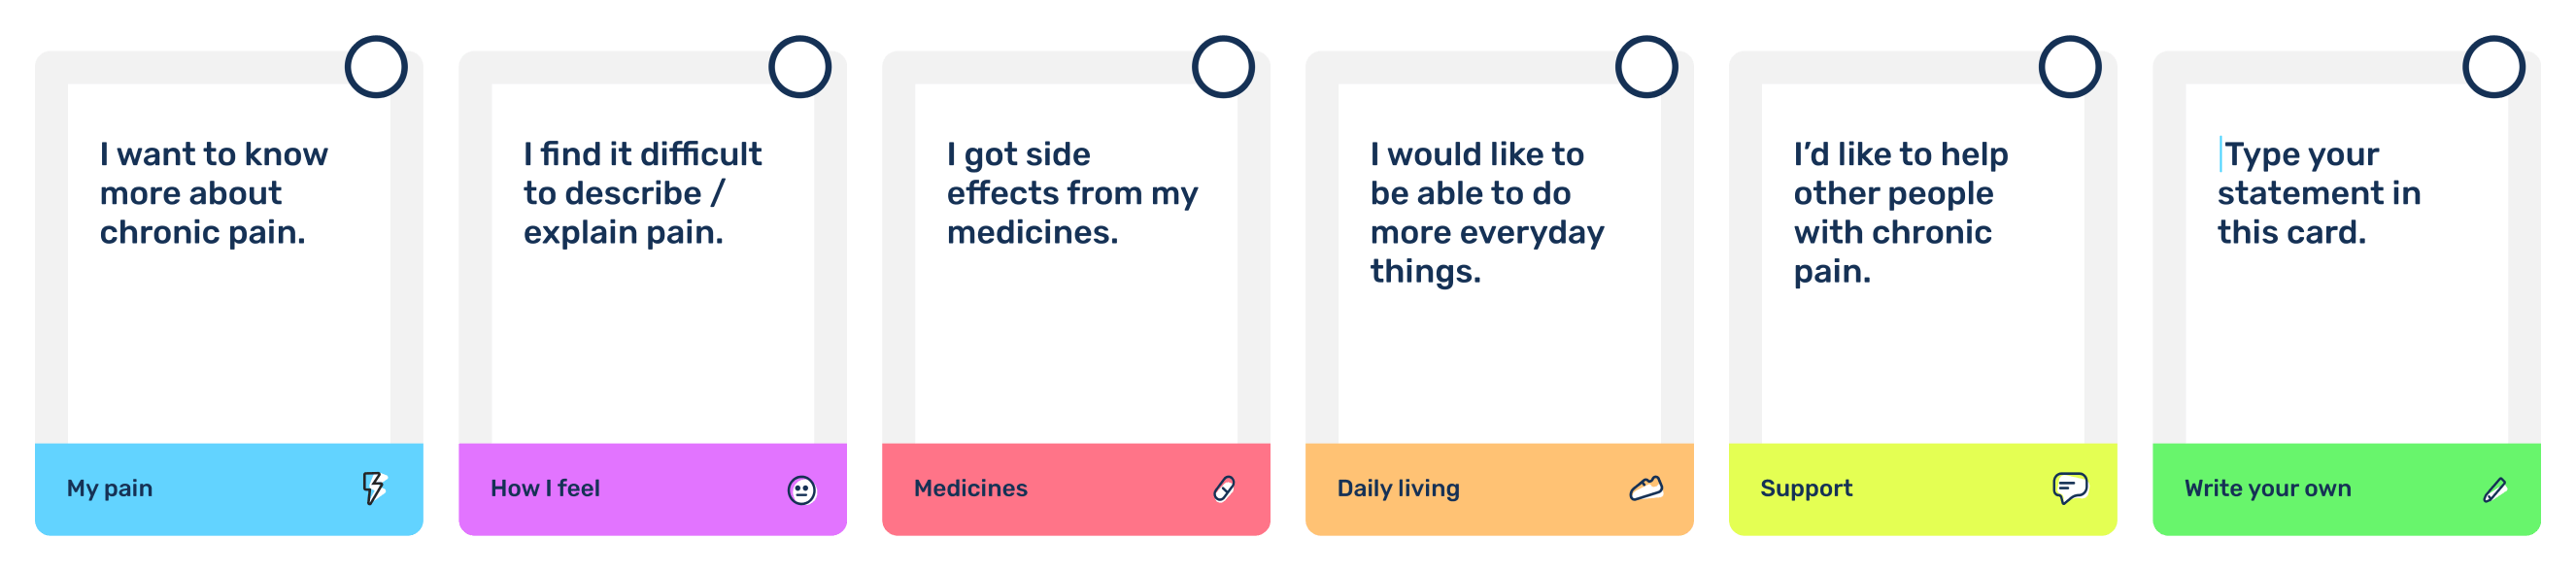 I want to know
more about
chronic pain.
My pain
I find it difficult
to describe /
explain pain.
How I feel
I got side
effects from my
medicines.
Medicines
I would like to
be able to do
more everyday
things.
Daily living
I’d like to help
other people
with chronic
pain.
Support
Type your
statement in
this card.
Write your own